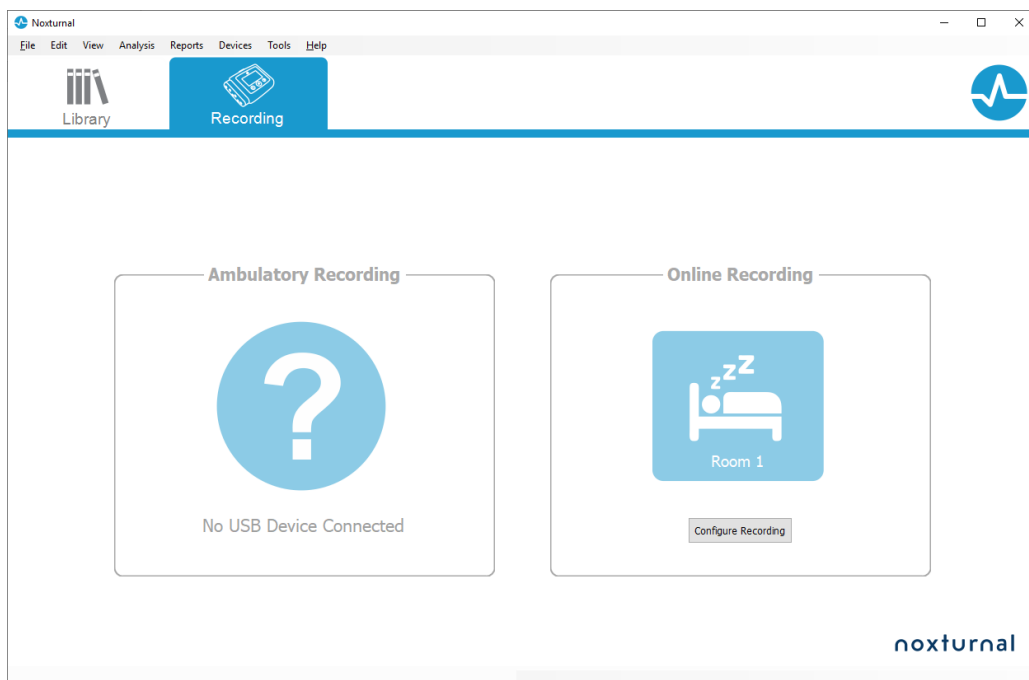 Noxturnal
File Edit View Analysis Reports Devices Tools Help
Library
Recording
Ambulatory Recording
No USB Device Connected
Online Recording
zzz
Room 1
Configure Recording
noxturnal